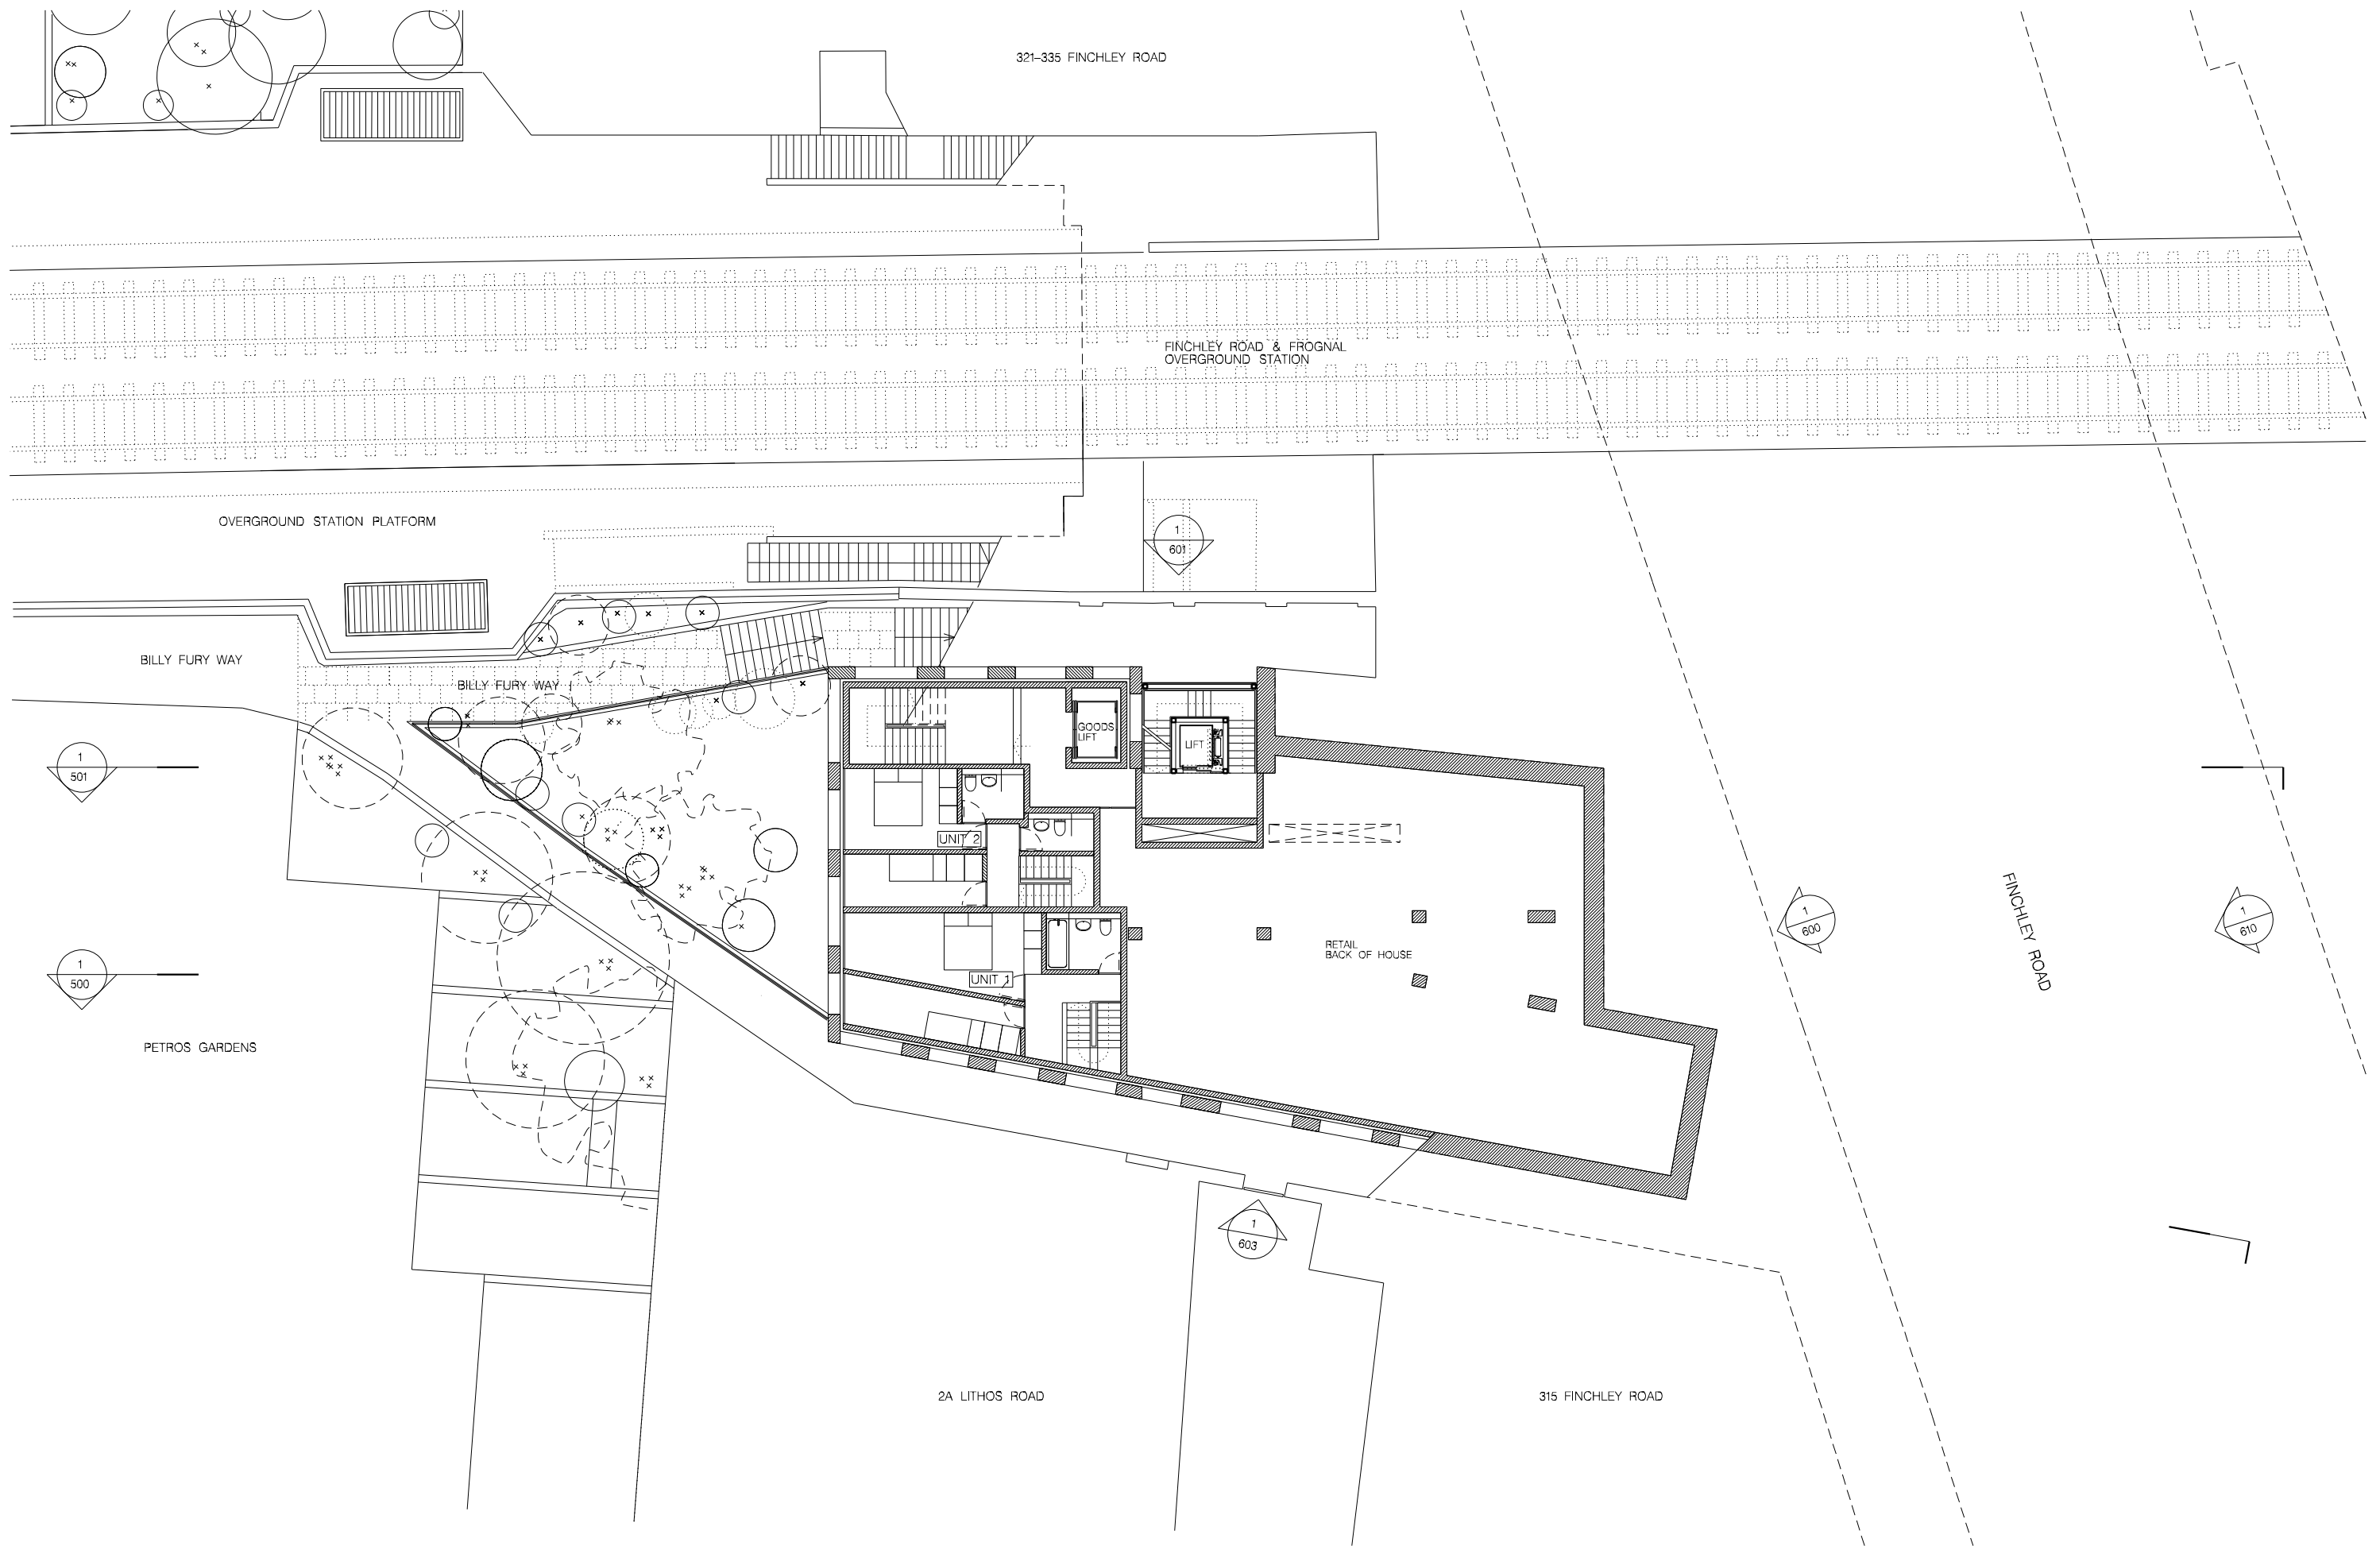 321–335 FINCHLEY ROAD
FINCHLEY ROAD & FROGNAL
OVERGROUND STATION
OVERGROUND STATION PLATFORM
1
601
BILLY FURY WAY
BILLY FURY WAY
GOODS
LIFT
LIFT
1
501
UNIT 2
FINCHLEY ROAD
1
600
1
610
RETAIL
BACK OF HOUSE
1
500
UNIT 1
PETROS GARDENS
1
603
2A LITHOS ROAD
315 FINCHLEY ROAD